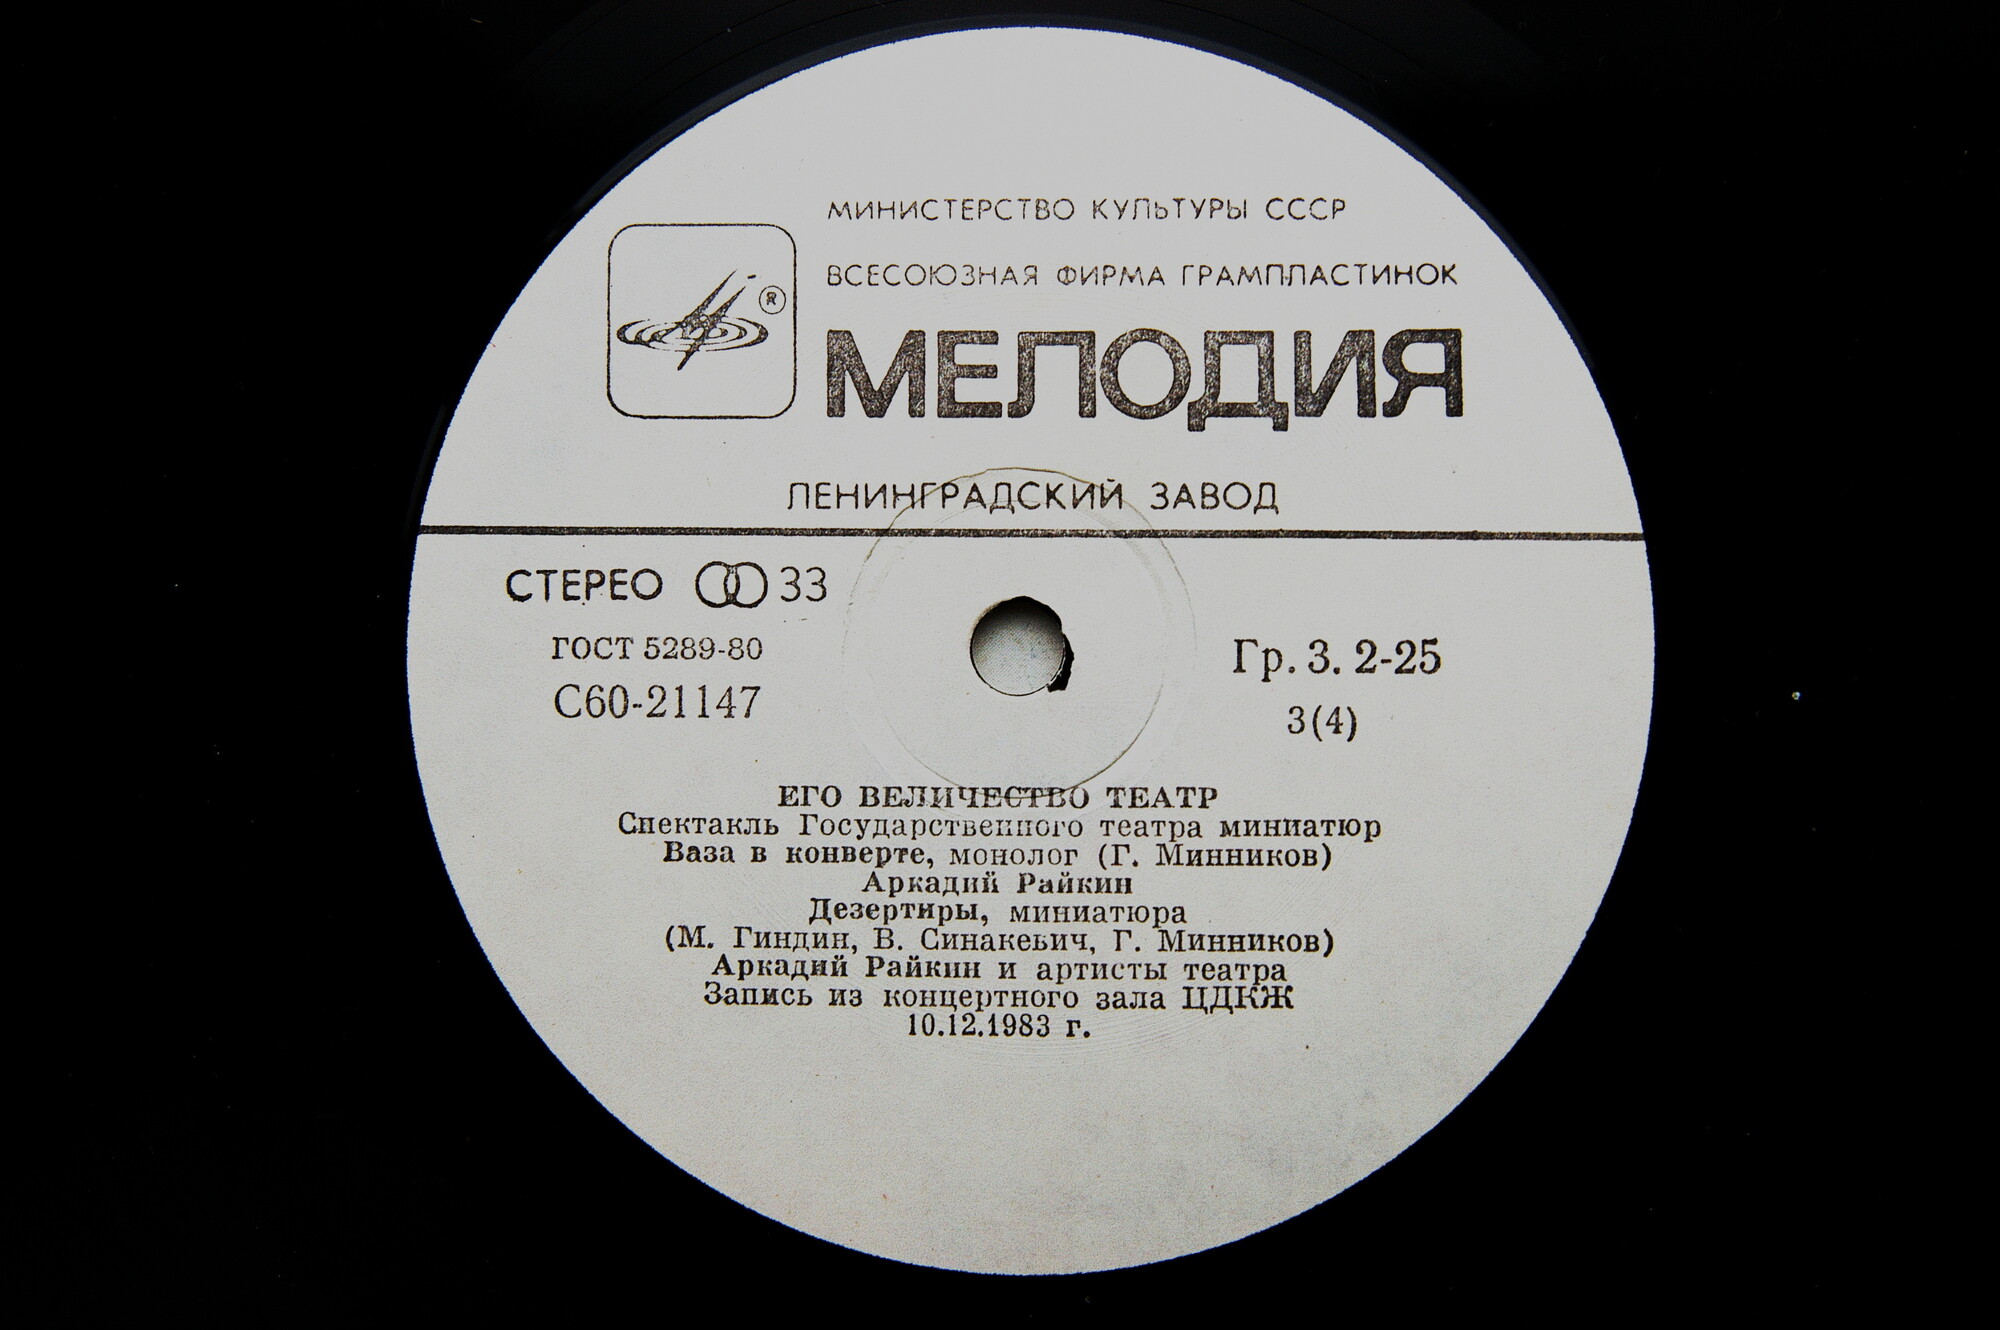 МИНИСТЕРСТВО КУЛЬТУРЫ СССР
ВСЕСОЮЗНАЯ ФИРМА ГРАМПЛАСТИНОК
®
МЕЛОДИЯ
ЛЕНИНГРАДСКИЙ ЗАВОД
СТЕРЕО 33
ГОСТ 5289-80
С60-21147
Гр. 3. 2-25
3(4)
ЕГО ВЕЛИЧЕСТВО ТЕАТР
Спектакль Государственного театра миниатюр
Ваза в конверте, монолог (Г. Минников)
Аркадий Райкин
Дезертиры, миниатюра
(М. Гиндин, В. Синакевич, Г. Минников)
Аркадий Райкин и артисты театра
Запись из концертного зала ЦДКЖ
10.12.1983 г.